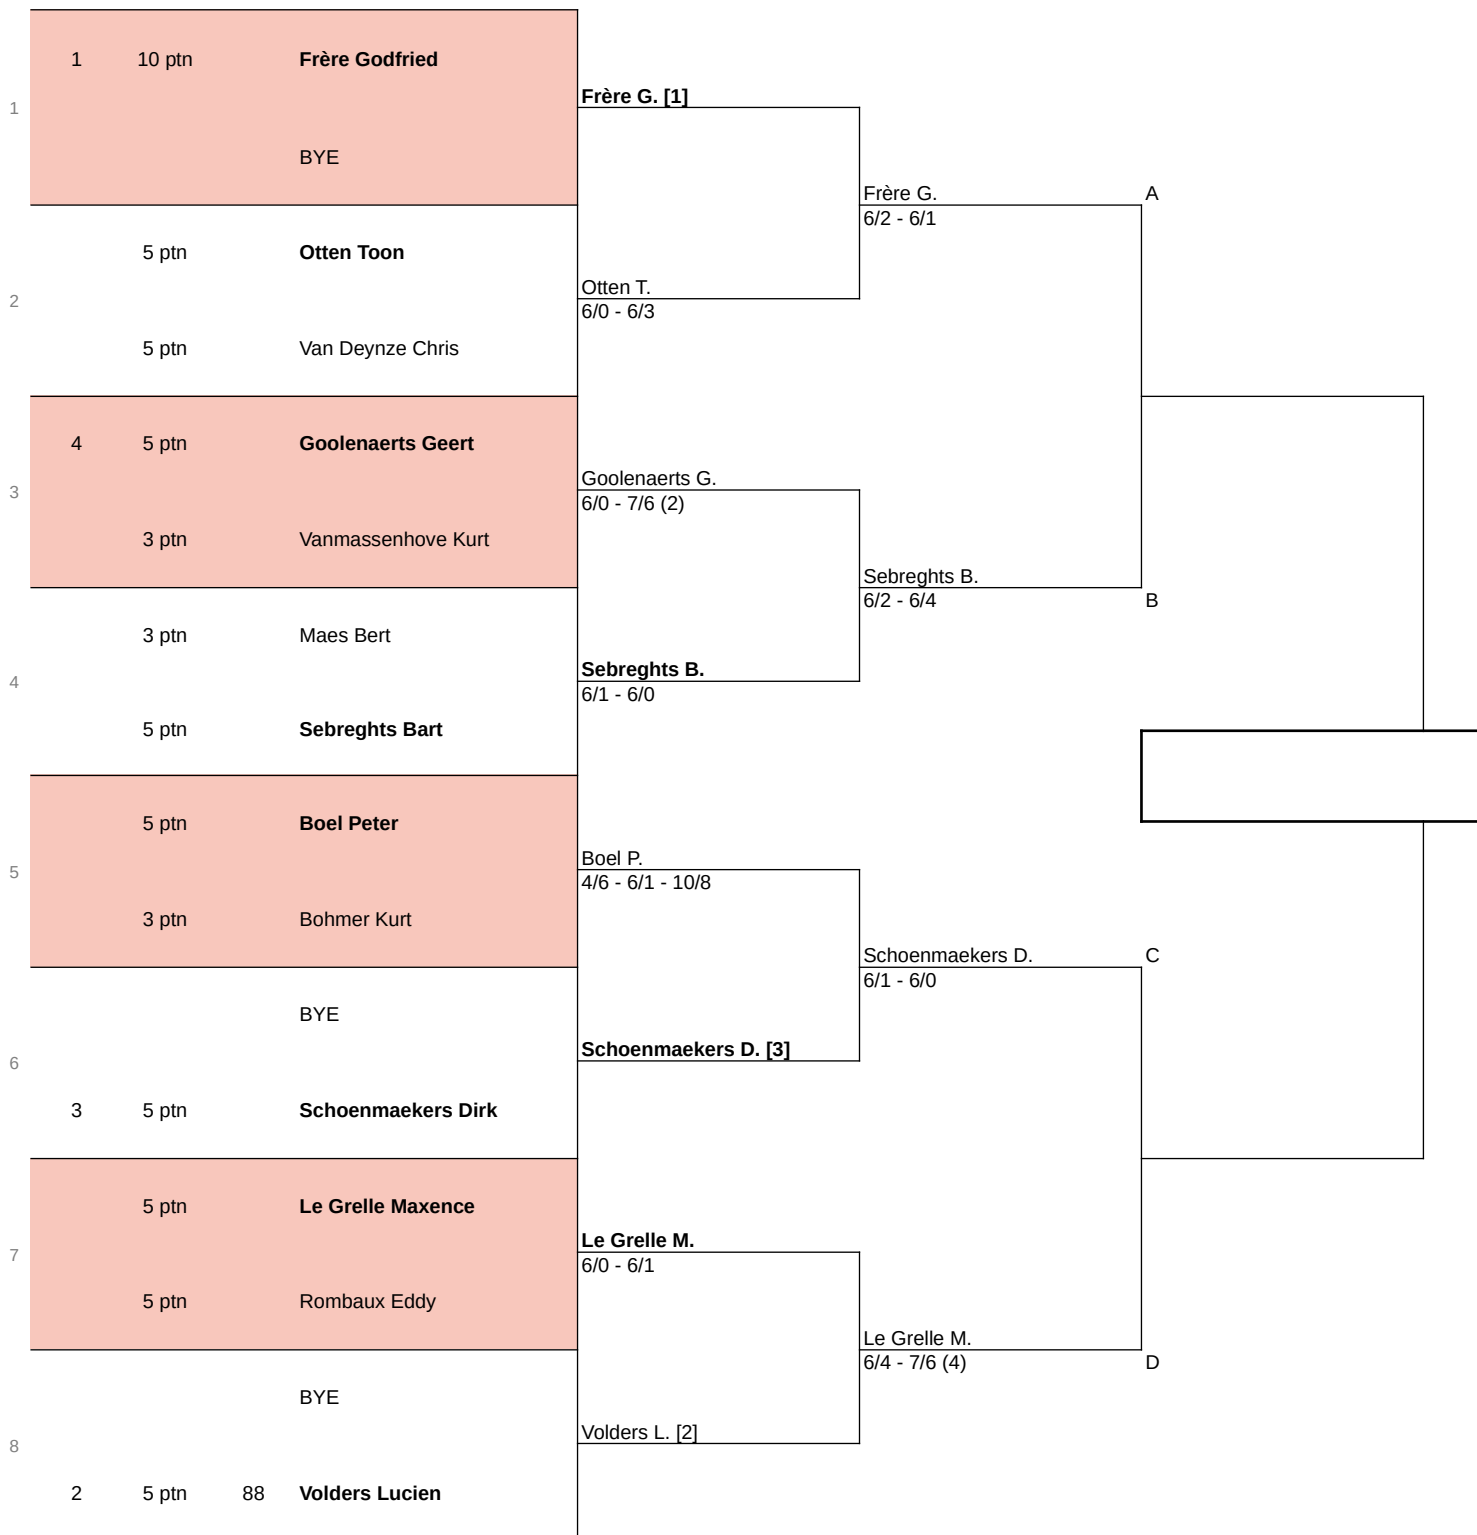 1 10 ptn Frère Godfried
Frère G. [1]
1
BYE
Frère G. A
6/2 - 6/1
5 ptn Otten Toon
Otten T.
2
6/0 - 6/3
5 ptn Van Deynze Chris
4 5 ptn Goolenaerts Geert
Goolenaerts G.
3
6/0 - 7/6 (2)
3 ptn Vanmassenhove Kurt
Sebreghts B.
6/2 - 6/4 B
3 ptn Maes Bert
Sebreghts B.
4
6/1 - 6/0
5 ptn Sebreghts Bart
5 ptn Boel Peter
Boel P.
5
4/6 - 6/1 - 10/8
3 ptn Bohmer Kurt
Schoenmaekers D. C
6/1 - 6/0
BYE
Schoenmaekers D. [3]
6
3 5 ptn Schoenmaekers Dirk
5 ptn Le Grelle Maxence
Le Grelle M.
7
6/0 - 6/1
5 ptn Rombaux Eddy
Le Grelle M.
6/4 - 7/6 (4) D
BYE
Volders L. [2]
8
2 5 ptn 88 Volders Lucien